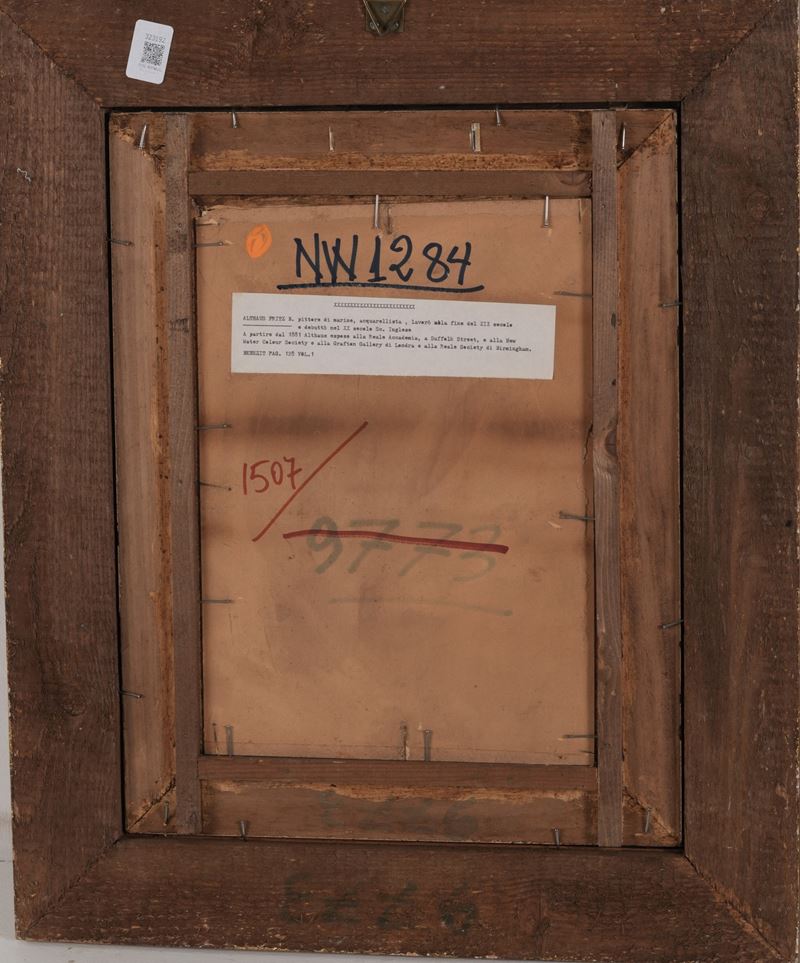 323192
NW1284
ALTHAUS FRITZ B. pittore di marine, acquarellista , lavorò alla fine del XIX secolo
e debuttò nel XX secolo Sc. Inglese
A partire dal 1881 Althaus espose alla Reale Accademia, a Suffolk Street, e alla New
Water Colour Society e alla Grafton Gallery di Londra e alla Reale Society di Birmingham.
BENEZIT PAG. 128 VOL.1
1507
9773